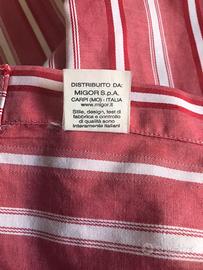 DISTRIBUITO DA:
MIGOR S.p.A.
CARPI (MO) - ITALIA
www.migor.it
Stile, design, test di
fabbrica e controllo
di qualità sono
interamente italiani